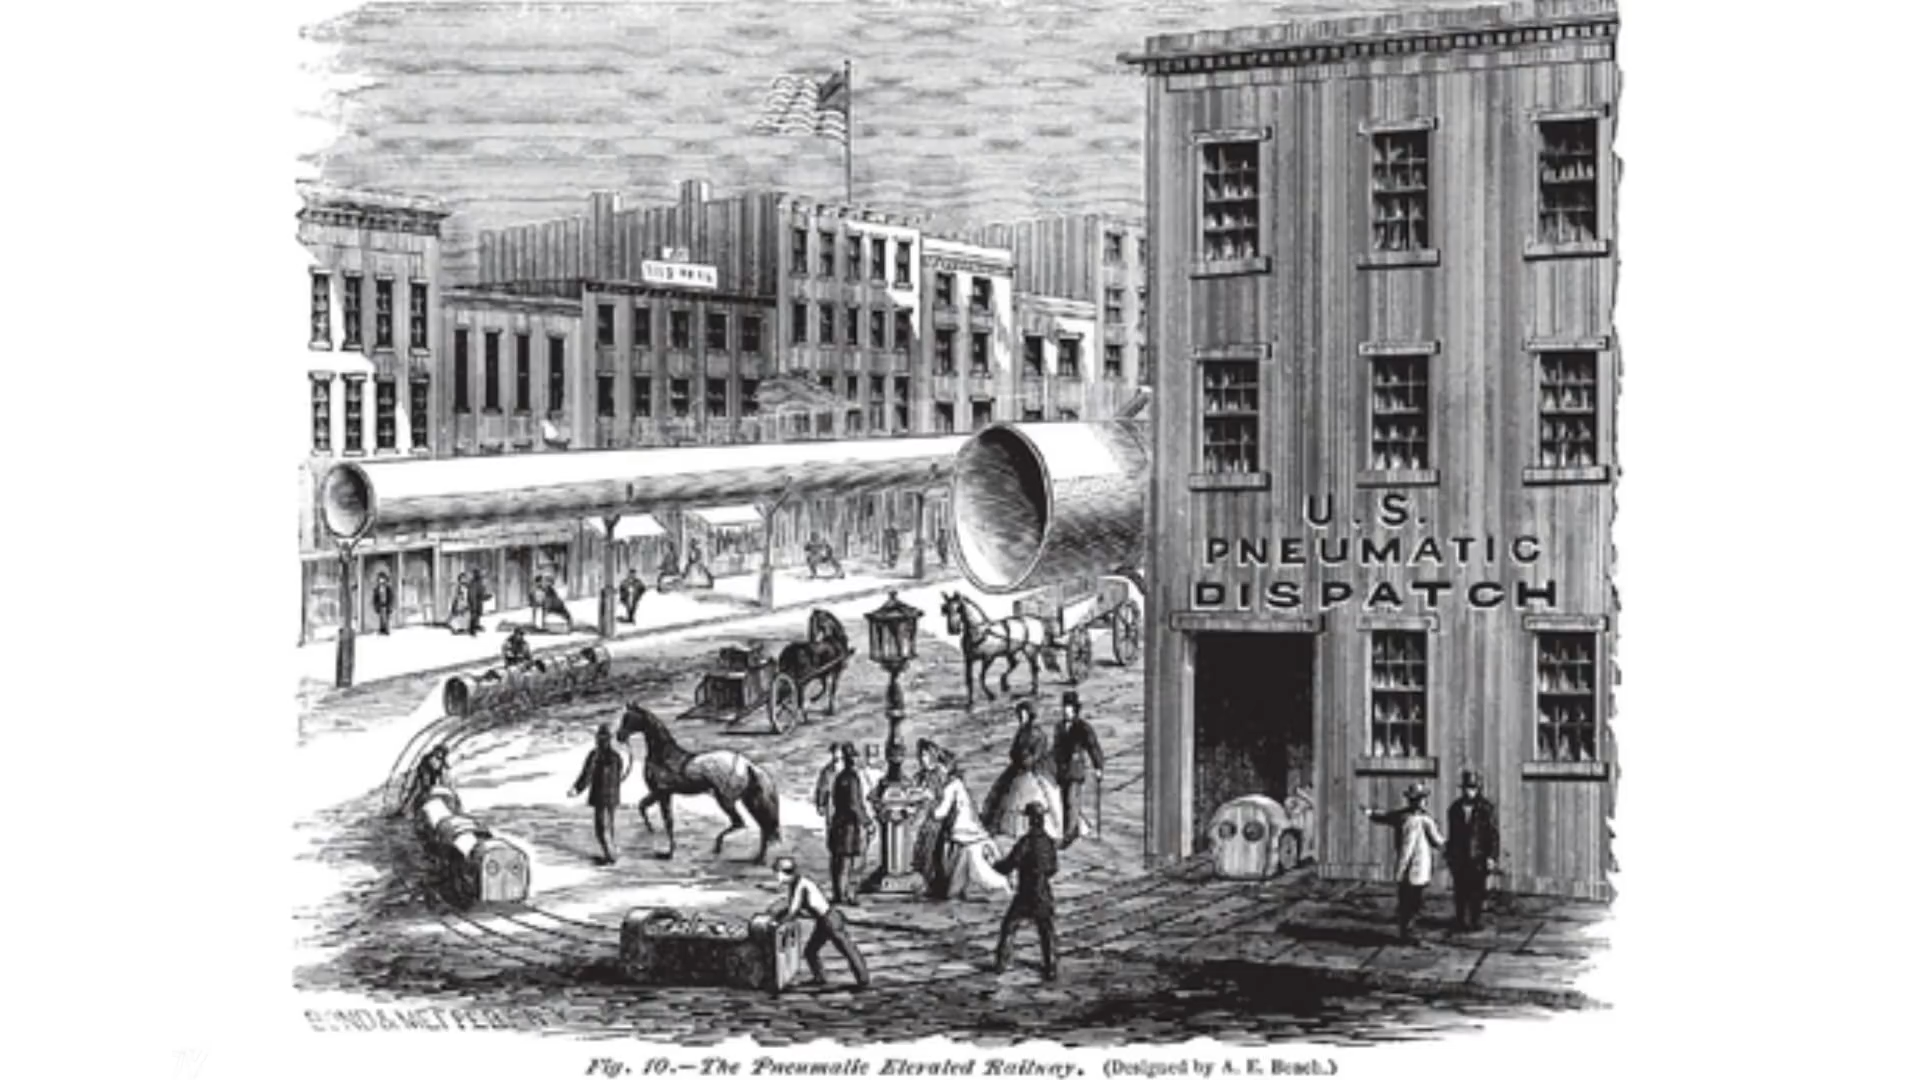 U.S.
PNEUMATIC
DISPATCH
Fig. 10.—The Pneumatic Elevated Railway. (Designed by A. E. Beach.)